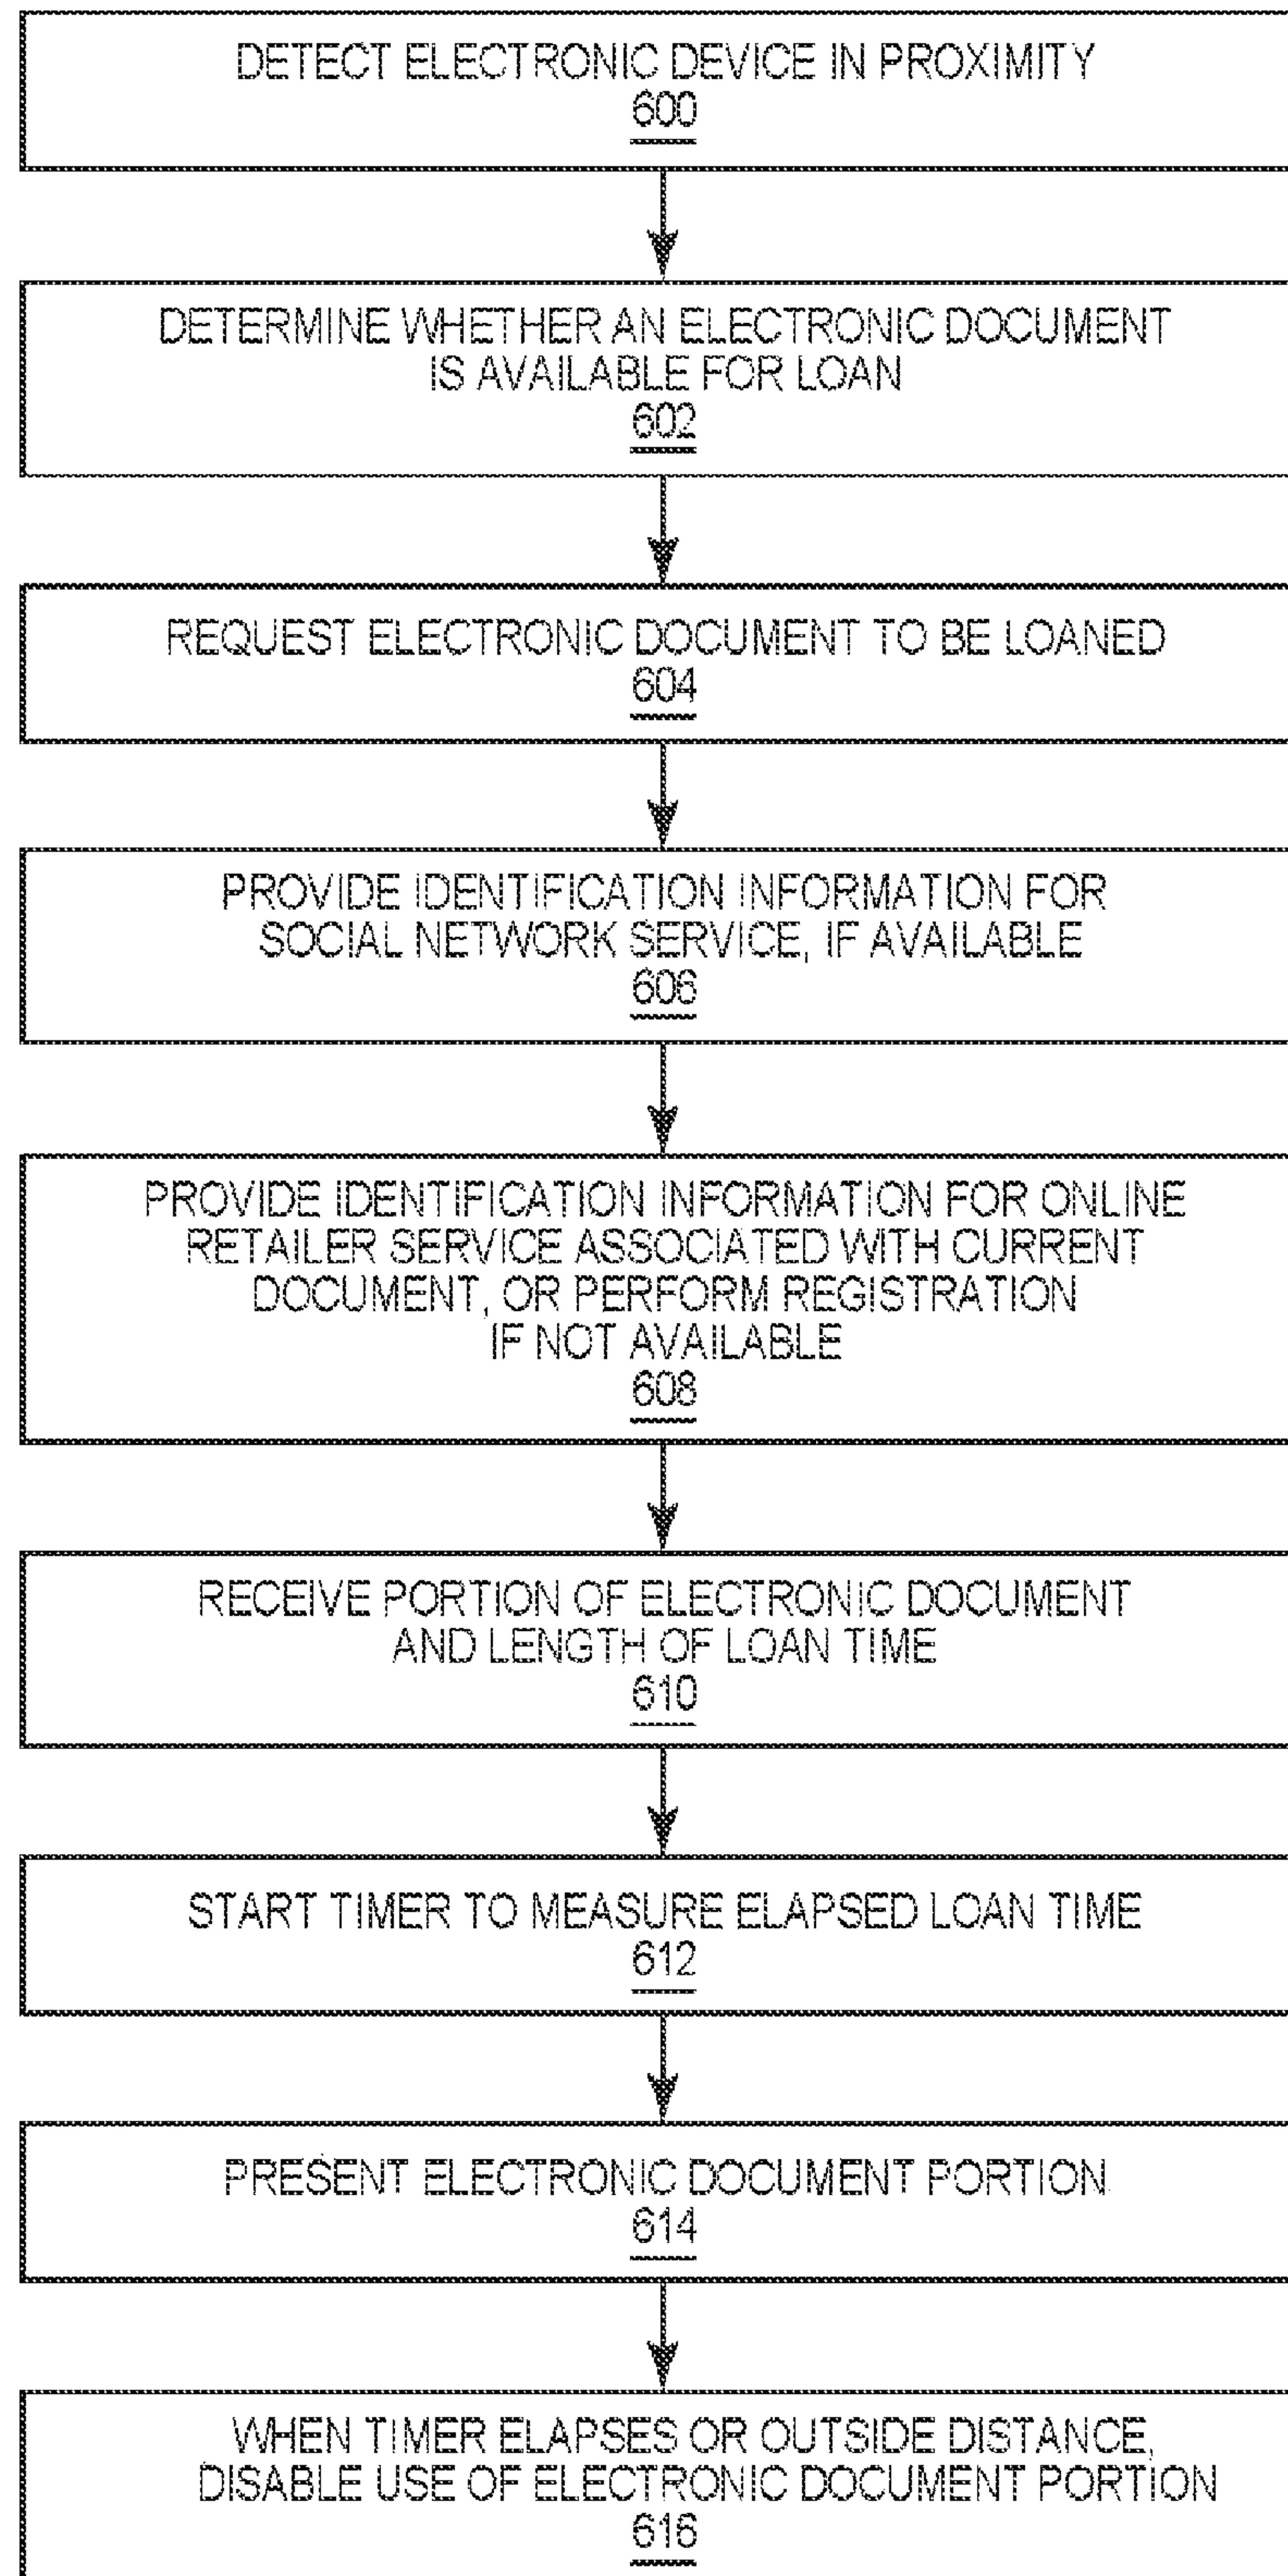 DETECT ELECTRONIC DEVICE IN PROXIMITY
600
DETERMINE WHETHER AN ELECTRONIC DOCUMENT
IS AVAILABLE FOR LOAN
602
REQUEST ELECTRONIC DOCUMENT TO BE LOANED
604
PROVIDE IDENTIFICATION INFORMATION FOR
SOCIAL NETWORK SERVICE, IF AVAILABLE
606
PROVIDE IDENTIFICATION INFORMATION FOR ONLINE
RETAILER SERVICE ASSOCIATED WITH CURRENT
DOCUMENT, OR PERFORM REGISTRATION
IF NOT AVAILABLE
608
RECEIVE PORTION OF ELECTRONIC DOCUMENT
AND LENGTH OF LOAN TIME
610
START TIMER TO MEASURE ELAPSED LOAN TIME
612
PRESENT ELECTRONIC DOCUMENT PORTION
614
WHEN TIMER ELAPSES OR OUTSIDE DISTANCE,
DISABLE USE OF ELECTRONIC DOCUMENT PORTION
616